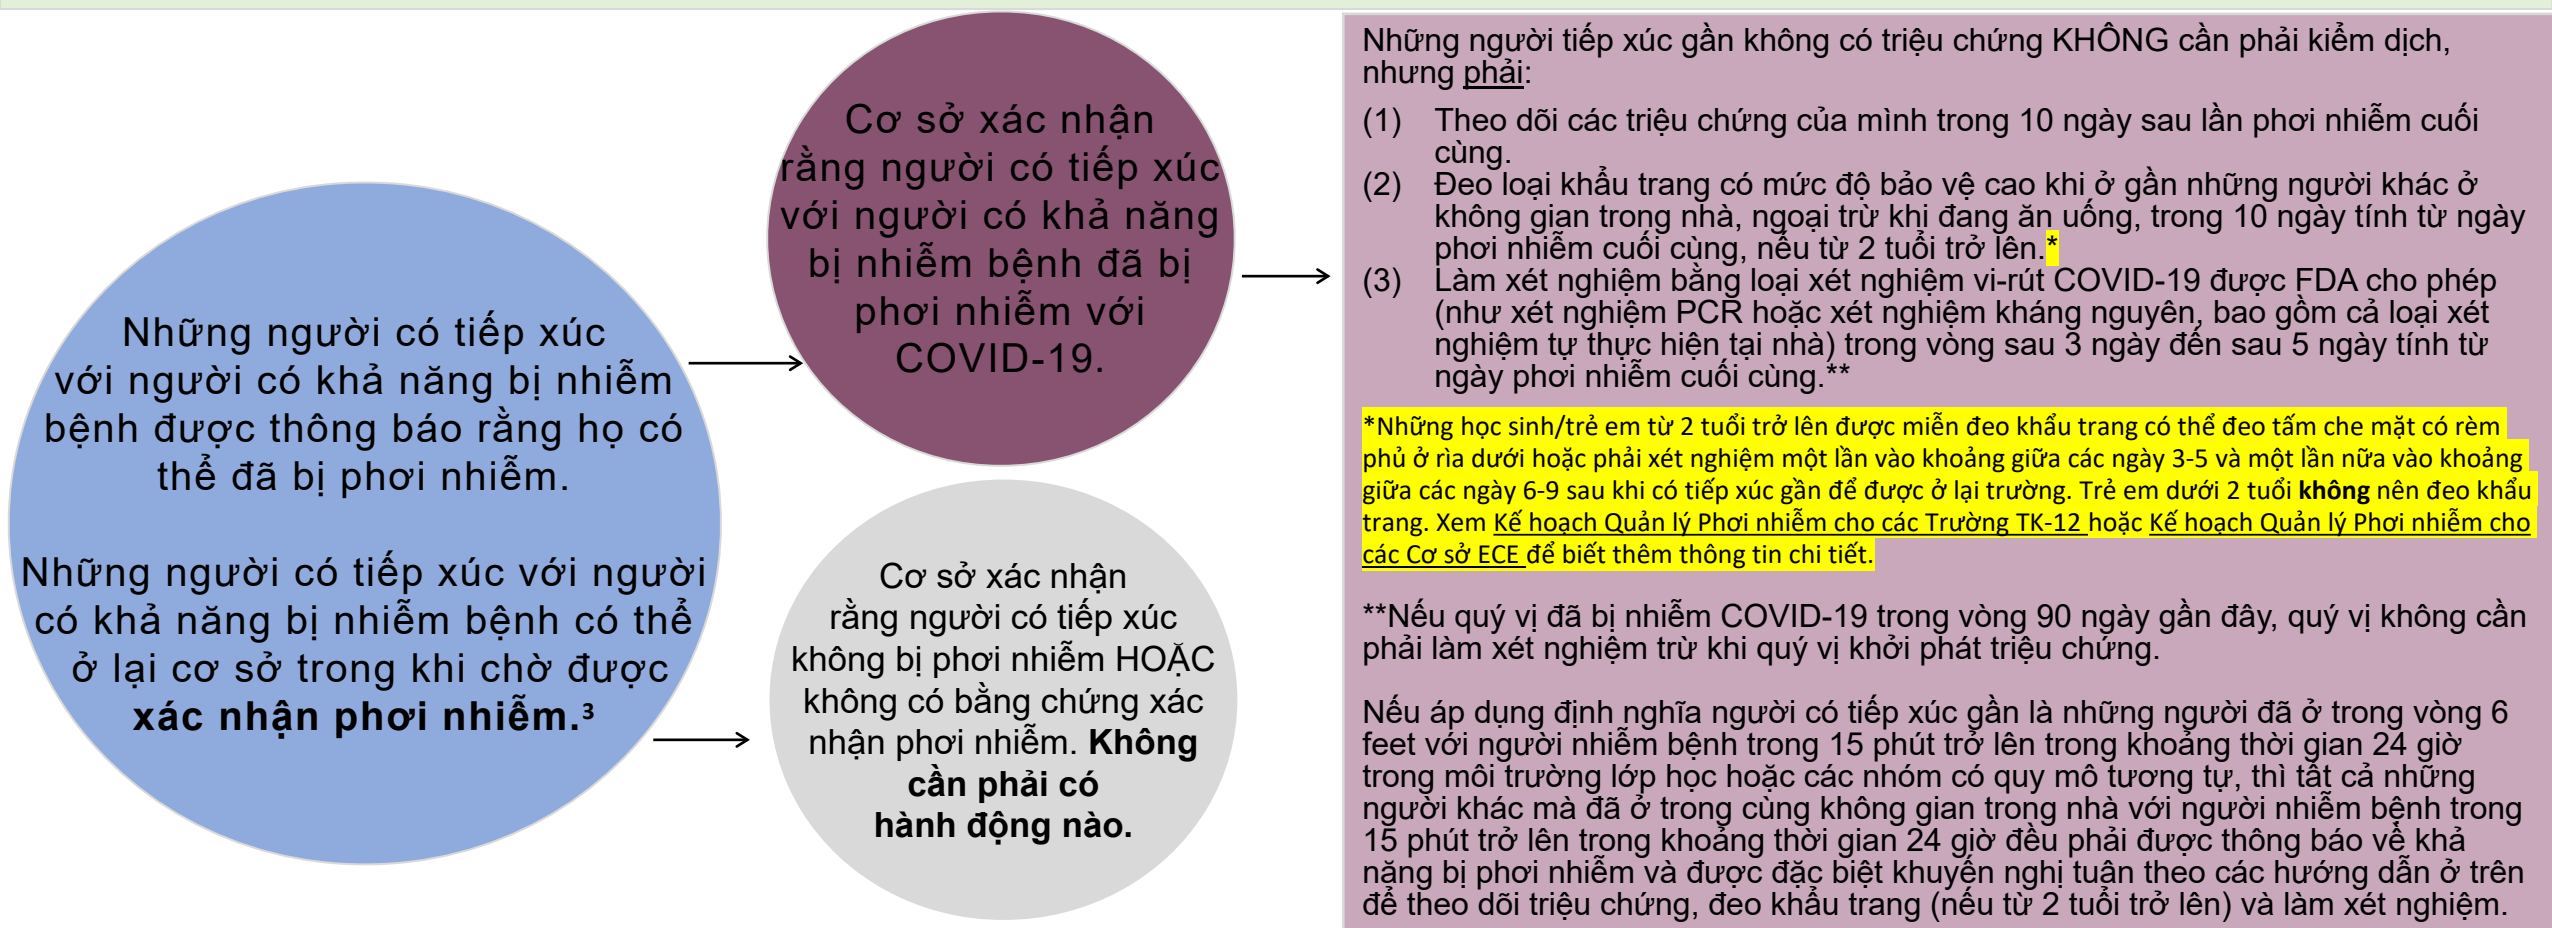 Những người có tiếp xúc
với người có khả năng bị nhiễm
bệnh được thông báo rằng họ có
thể đã bị phơi nhiễm.
Những người có tiếp xúc với người
có khả năng bị nhiễm bệnh có thể
ở lại cơ sở trong khi chờ được
xác nhận phơi nhiễm.³
Cơ sở xác nhận
rằng người có tiếp xúc
với người có khả năng
bị nhiễm bệnh đã bị
phơi nhiễm với
COVID-19.
Cơ sở xác nhận
rằng người có tiếp xúc
không bị phơi nhiễm HOẶC
không có bằng chứng xác
nhận phơi nhiễm. Không
cần phải có
hành động nào.
Những người tiếp xúc gần không có triệu chứng KHÔNG cần phải kiểm dịch,
nhưng phải:
(1) Theo dõi các triệu chứng của mình trong 10 ngày sau lần phơi nhiễm cuối
cùng.
(2) Đeo loại khẩu trang có mức độ bảo vệ cao khi ở gần những người khác ở
không gian trong nhà, ngoại trừ khi đang ăn uống, trong 10 ngày tính từ ngày
phơi nhiễm cuối cùng, nếu từ 2 tuổi trở lên.*
(3) Làm xét nghiệm bằng loại xét nghiệm vi-rút COVID-19 được FDA cho phép
(như xét nghiệm PCR hoặc xét nghiệm kháng nguyên, bao gồm cả loại xét
nghiệm tự thực hiện tại nhà) trong vòng sau 3 ngày đến sau 5 ngày tính từ
ngày phơi nhiễm cuối cùng.**
*Những học sinh/trẻ em từ 2 tuổi trở lên được miễn đeo khẩu trang có thể đeo tấm che mặt có rèm
phủ ở rìa dưới hoặc phải xét nghiệm một lần vào khoảng giữa các ngày 3-5 và một lần nữa vào khoảng
giữa các ngày 6-9 sau khi có tiếp xúc gần để được ở lại trường. Trẻ em dưới 2 tuổi không nên đeo khẩu
trang. Xem Kế hoạch Quản lý Phơi nhiễm cho các Trường TK-12 hoặc Kế hoạch Quản lý Phơi nhiễm cho
các Cơ sở ECE để biết thêm thông tin chi tiết.
**Nếu quý vị đã bị nhiễm COVID-19 trong vòng 90 ngày gần đây, quý vị không cần
phải làm xét nghiệm trừ khi quý vị khởi phát triệu chứng.
Nếu áp dụng định nghĩa người có tiếp xúc gần là những người đã ở trong vòng 6
feet với người nhiễm bệnh trong 15 phút trở lên trong khoảng thời gian 24 giờ
trong môi trường lớp học hoặc các nhóm có quy mô tương tự, thì tất cả những
người khác mà đã ở trong cùng không gian trong nhà với người nhiễm bệnh trong
15 phút trở lên trong khoảng thời gian 24 giờ đều phải được thông báo về khả
năng bị phơi nhiễm và được đặc biệt khuyến nghị tuân theo các hướng dẫn ở trên
để theo dõi triệu chứng, đeo khẩu trang (nếu từ 2 tuổi trở lên) và làm xét nghiệm.